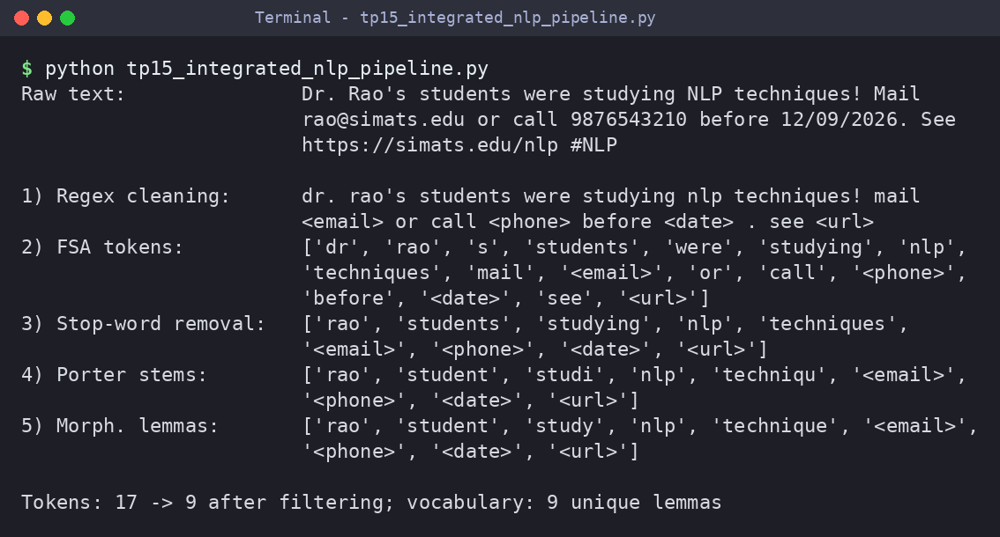 Terminal - tp15_integrated_nlp_pipeline.py
$ python tp15_integrated_nlp_pipeline.py
Raw text:               Dr. Rao's students were studying NLP techniques! Mail
                        rao@simats.edu or call 9876543210 before 12/09/2026. See
                        https://simats.edu/nlp #NLP

1) Regex cleaning:      dr. rao's students were studying nlp techniques! mail
                        <email> or call <phone> before <date> . see <url>
2) FSA tokens:          ['dr', 'rao', 's', 'students', 'were', 'studying', 'nlp',
                        'techniques', 'mail', '<email>', 'or', 'call', '<phone>',
                        'before', '<date>', 'see', '<url>']
3) Stop-word removal:   ['rao', 'students', 'studying', 'nlp', 'techniques',
                        '<email>', '<phone>', '<date>', '<url>']
4) Porter stems:        ['rao', 'student', 'studi', 'nlp', 'techniqu', '<email>',
                        '<phone>', '<date>', '<url>']
5) Morph. lemmas:       ['rao', 'student', 'study', 'nlp', 'technique', '<email>',
                        '<phone>', '<date>', '<url>']

Tokens: 17 -> 9 after filtering; vocabulary: 9 unique lemmas